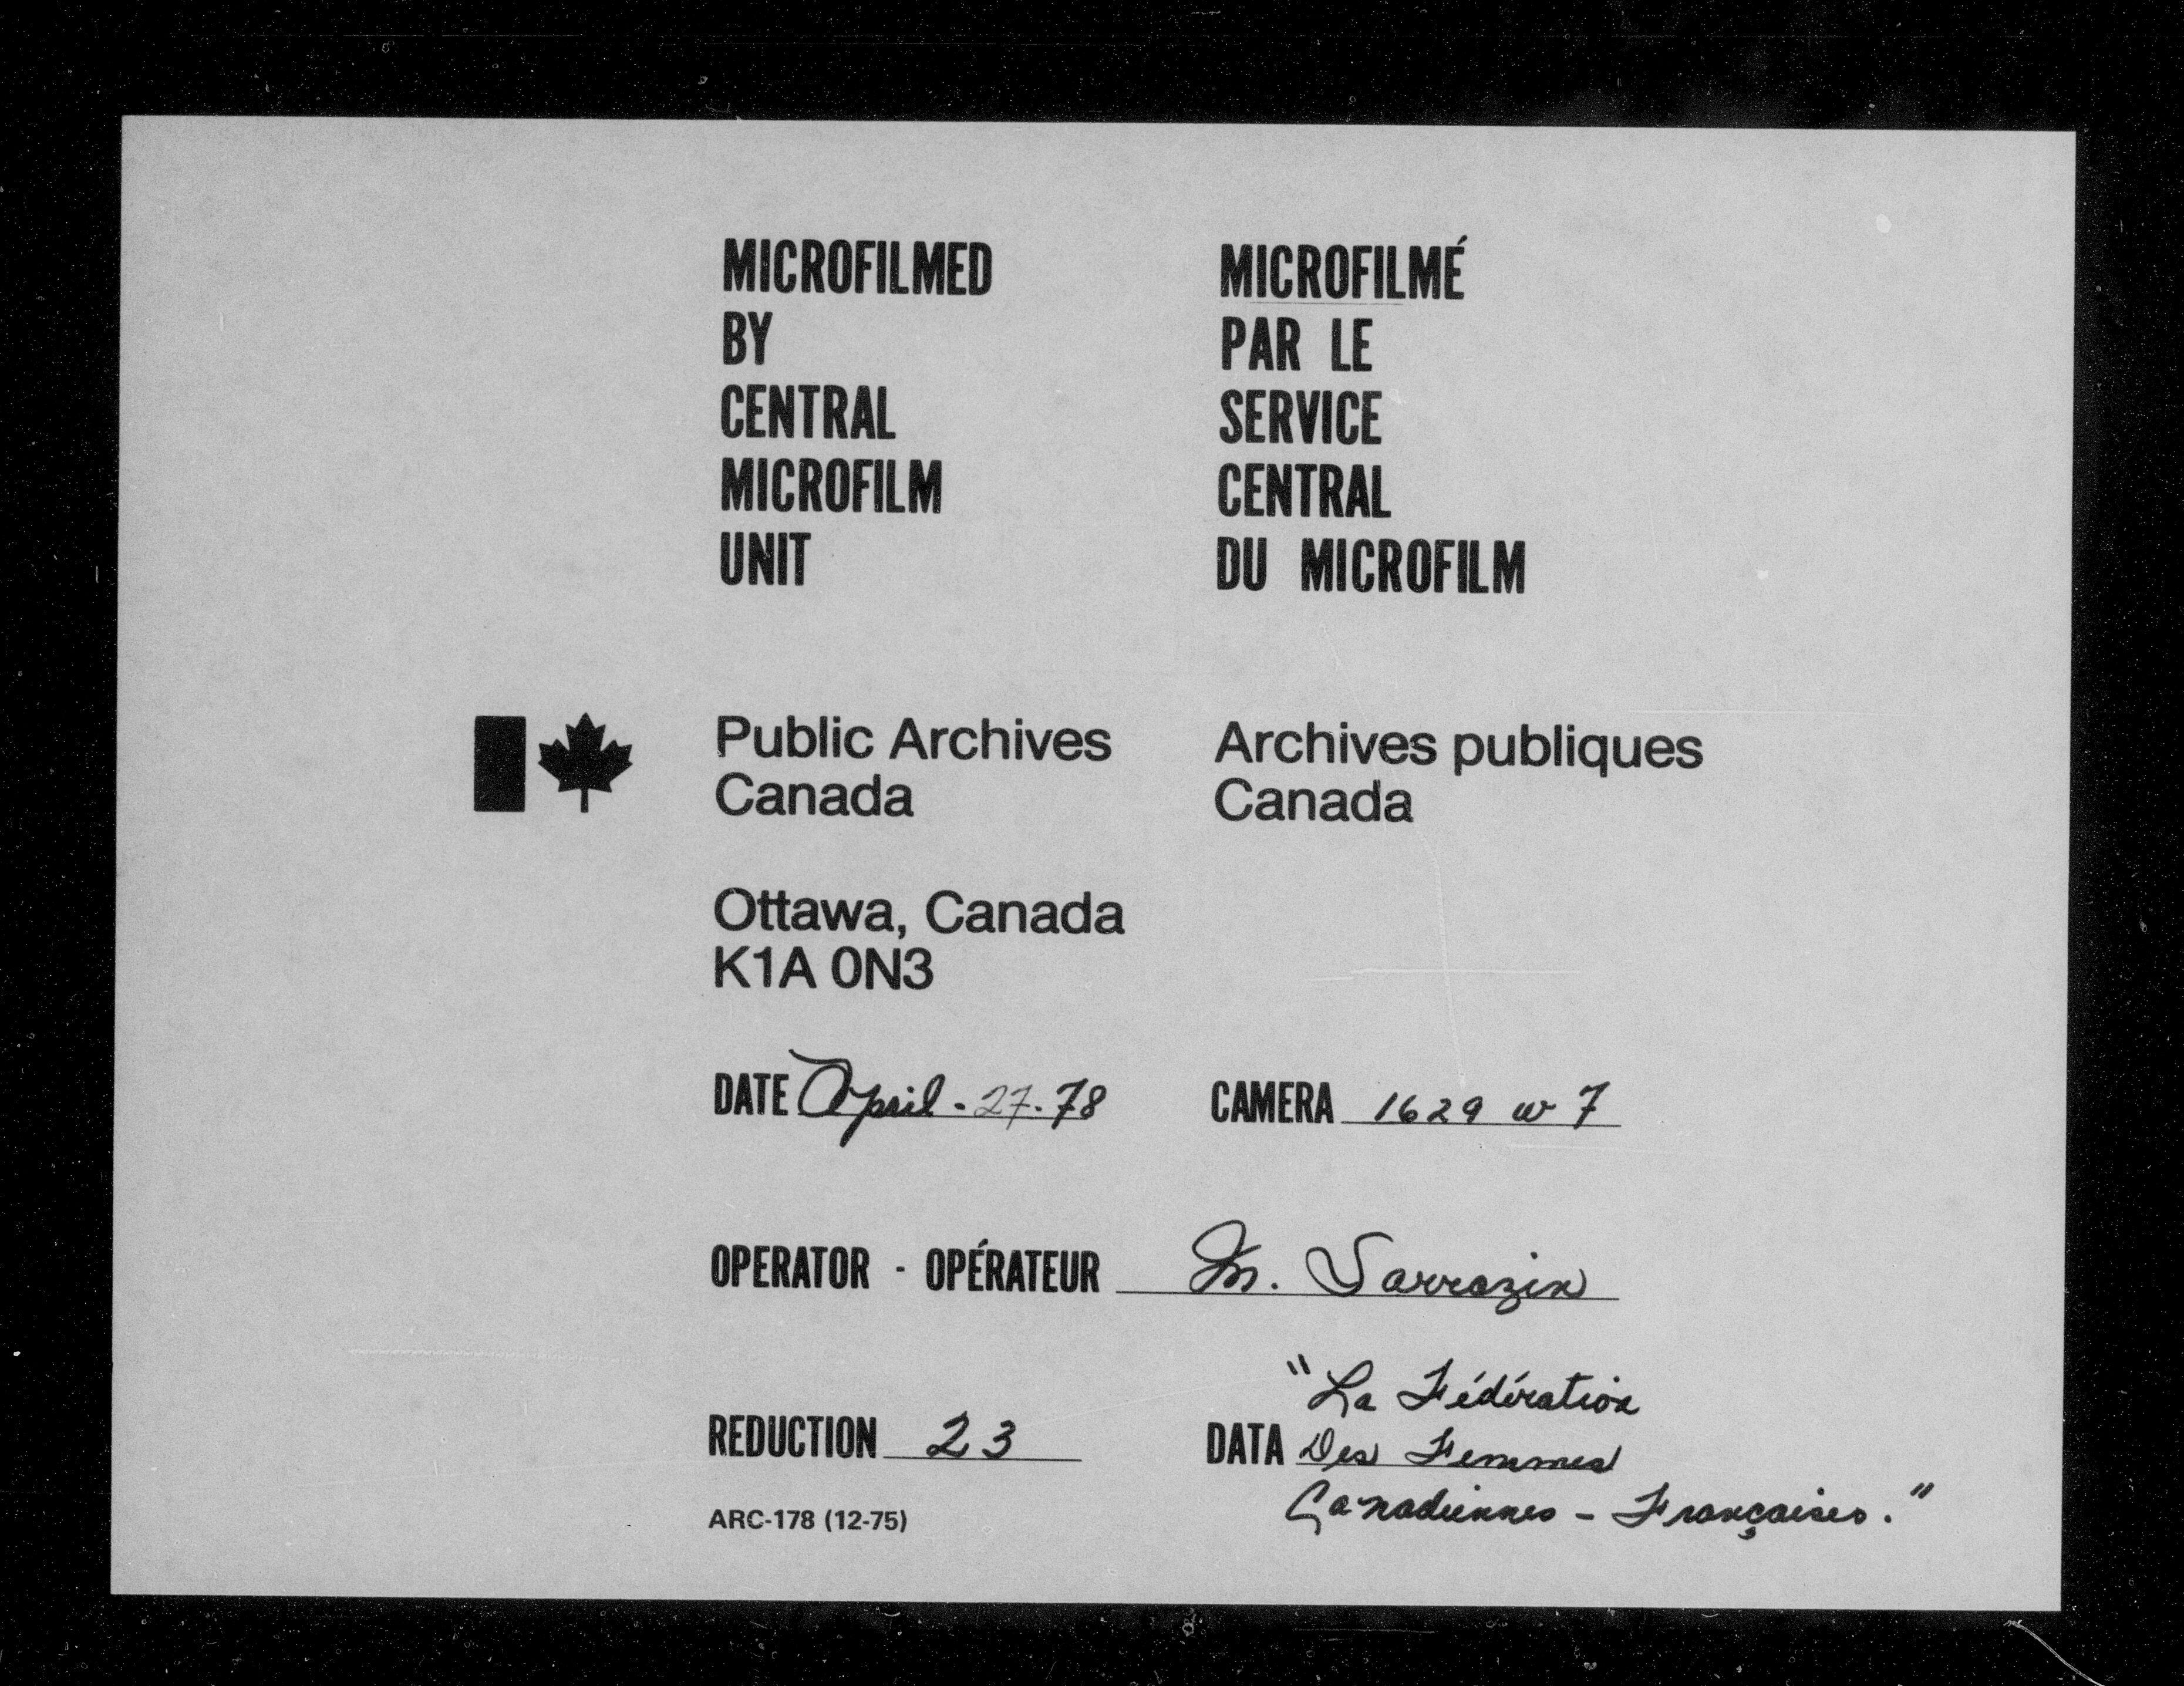 MICROFILMED
BY
CENTRAL
MICROFILM
UNIT
MICROFILMÉ
PAR LE
SERVICE
CENTRAL
DU MICROFILM
Public Archives
Canada
Archives publiques
Canada
Ottawa, Canada
K1A 0N3
DATE April - 27 - 78
CAMERA 1629 w 7
OPERATOR - OPÉRATEUR M. Sarrazin
REDUCTION 23
"La Fédération
DATA Des Femmes
Canadiennes - Françaises."
ARC-178 (12-75)